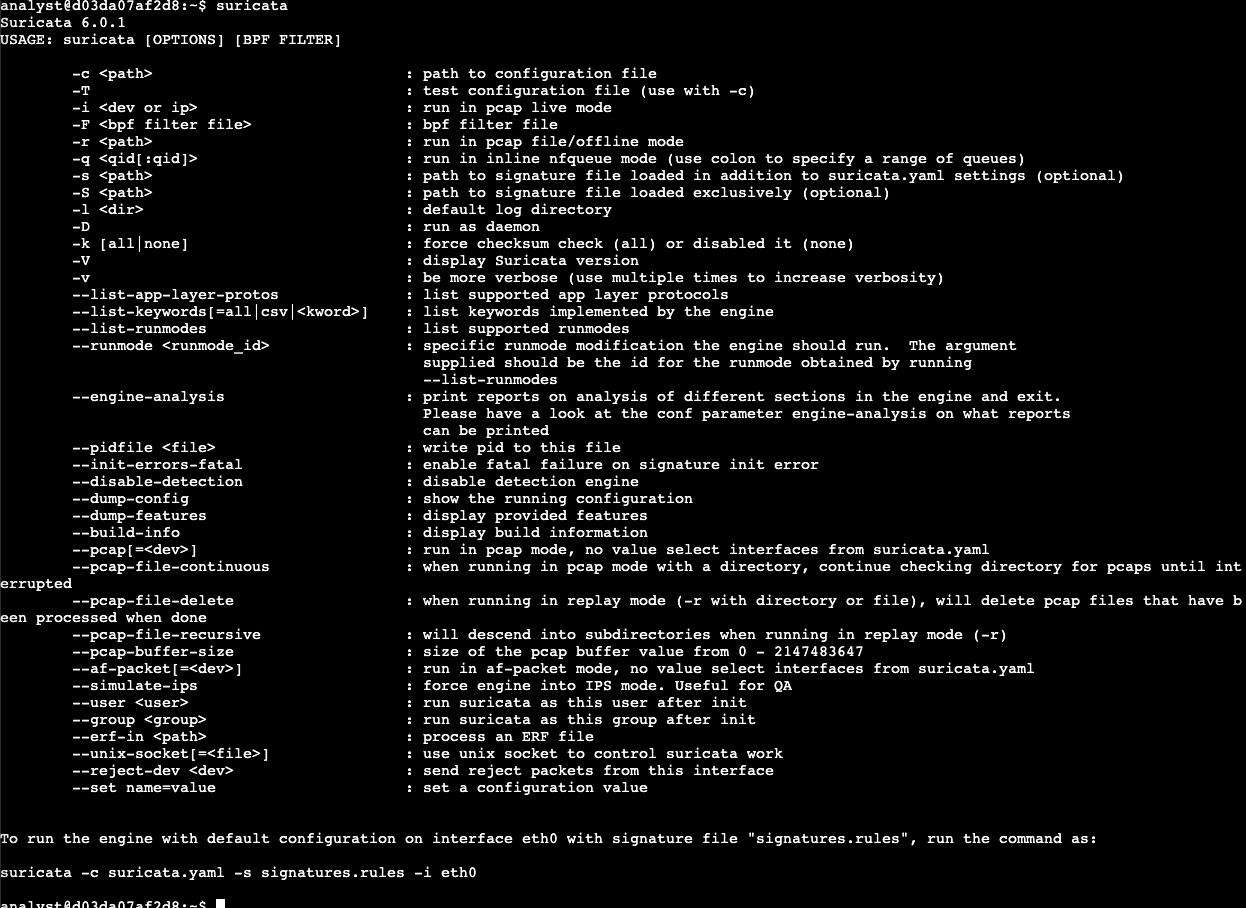 analyst@d03da07af2d8:~$ suricata
Suricata 6.0.1
USAGE: suricata [OPTIONS] [BPF FILTER]
-c <path> : path to configuration file
-T : test configuration file (use with -c)
-i <dev or ip> : run in pcap live mode
-F <bpf filter file> : bpf filter file
-r <path> : run in pcap file/offline mode
-q <qid[:qid]> : run in inline nfqueue mode (use colon to specify a range of queues)
-s <path> : path to signature file loaded in addition to suricata.yaml settings (optional)
-S <path> : path to signature file loaded exclusively (optional)
-l <dir> : default log directory
-D : run as daemon
-k [all|none] : force checksum check (all) or disabled it (none)
-V : display Suricata version
-v : be more verbose (use multiple times to increase verbosity)
--list-app-layer-protos : list supported app layer protocols
--list-keywords[=all|csv|<kword>] : list keywords implemented by the engine
--list-runmodes : list supported runmodes
--runmode <runmode_id> : specific runmode modification the engine should run.  The argument
supplied should be the id for the runmode obtained by running
--list-runmodes
--engine-analysis : print reports on analysis of different sections in the engine and exit.
Please have a look at the conf parameter engine-analysis on what reports
can be printed
--pidfile <file> : write pid to this file
--init-errors-fatal : enable fatal failure on signature init error
--disable-detection : disable detection engine
--dump-config : show the running configuration
--dump-features : display provided features
--build-info : display build information
--pcap[=<dev>] : run in pcap mode, no value select interfaces from suricata.yaml
--pcap-file-continuous : when running in pcap mode with a directory, continue checking directory for pcaps until int
errupted
--pcap-file-delete : when running in replay mode (-r with directory or file), will delete pcap files that have b
een processed when done
--pcap-file-recursive : will descend into subdirectories when running in replay mode (-r)
--pcap-buffer-size : size of the pcap buffer value from 0 - 2147483647
--af-packet[=<dev>] : run in af-packet mode, no value select interfaces from suricata.yaml
--simulate-ips : force engine into IPS mode. Useful for QA
--user <user> : run suricata as this user after init
--group <group> : run suricata as this group after init
--erf-in <path> : process an ERF file
--unix-socket[=<file>] : use unix socket to control suricata work
--reject-dev <dev> : send reject packets from this interface
--set name=value : set a configuration value
To run the engine with default configuration on interface eth0 with signature file "signatures.rules", run the command as:
suricata -c suricata.yaml -s signatures.rules -i eth0
analyst@d03da07af2d8:~$